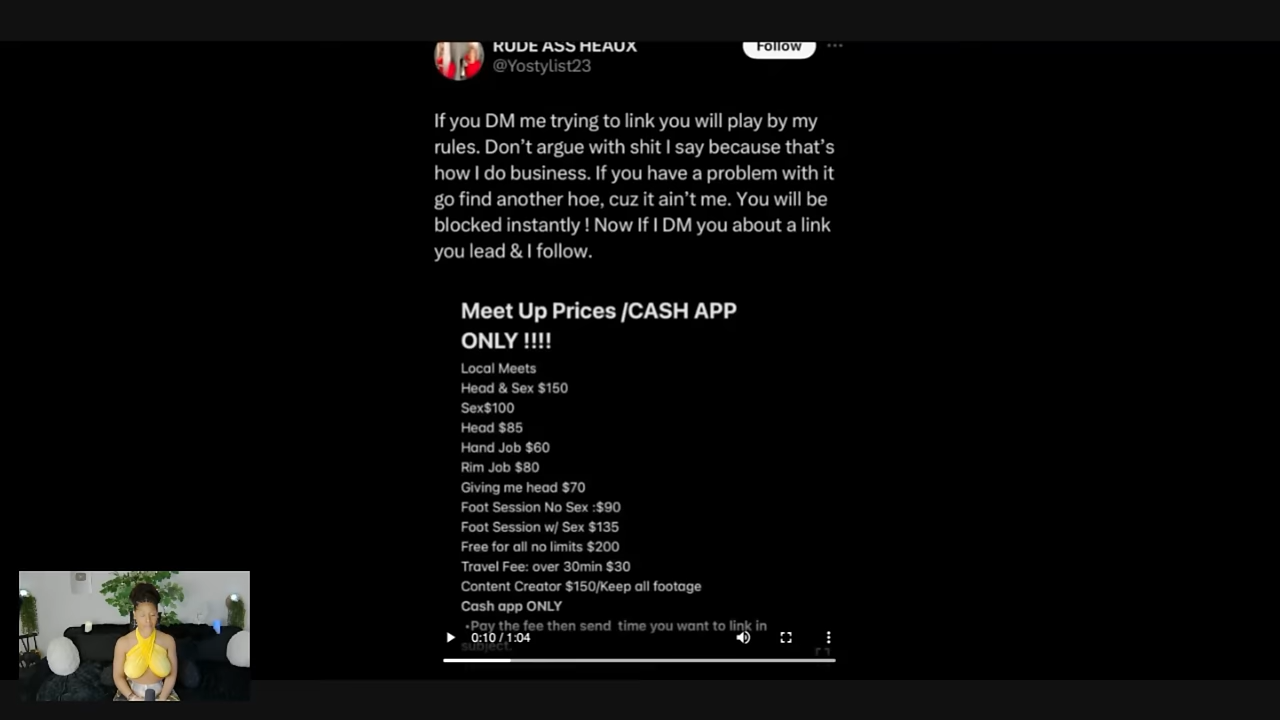 RUDE ASS HEAUX
Follow
@Yostylist23
If you DM me trying to link you will play by my
rules. Don’t argue with shit I say because that’s
how I do business. If you have a problem with it
go find another hoe, cuz it ain’t me. You will be
blocked instantly ! Now If I DM you about a link
you lead & I follow.
Meet Up Prices /CASH APP
ONLY !!!!
Local Meets
Head & Sex $150
Sex$100
Head $85
Hand Job $60
Rim Job $80
Giving me head $70
Foot Session No Sex :$90
Foot Session w/ Sex $135
Free for all no limits $200
Travel Fee: over 30min $30
Content Creator $150/Keep all footage
Cash app ONLY
•Pay the fee then send time you want to link in
subject.
0:10 / 1:04